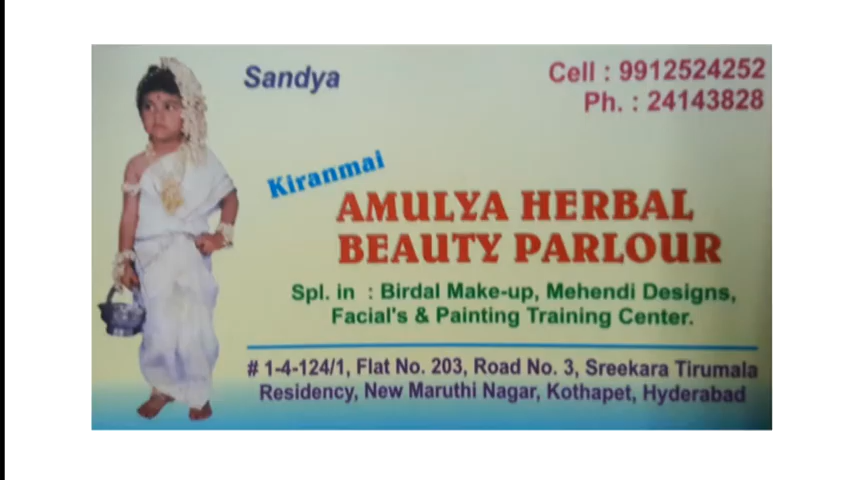 Sandya
Cell : 9912524252
Ph. : 24143828
Kiranmai
AMULYA HERBAL
BEAUTY PARLOUR
Spl. in : Birdal Make-up, Mehendi Designs,
Facial's & Painting Training Center.
# 1-4-124/1, Flat No. 203, Road No. 3, Sreekara Tirumala
Residency, New Maruthi Nagar, Kothapet, Hyderabad